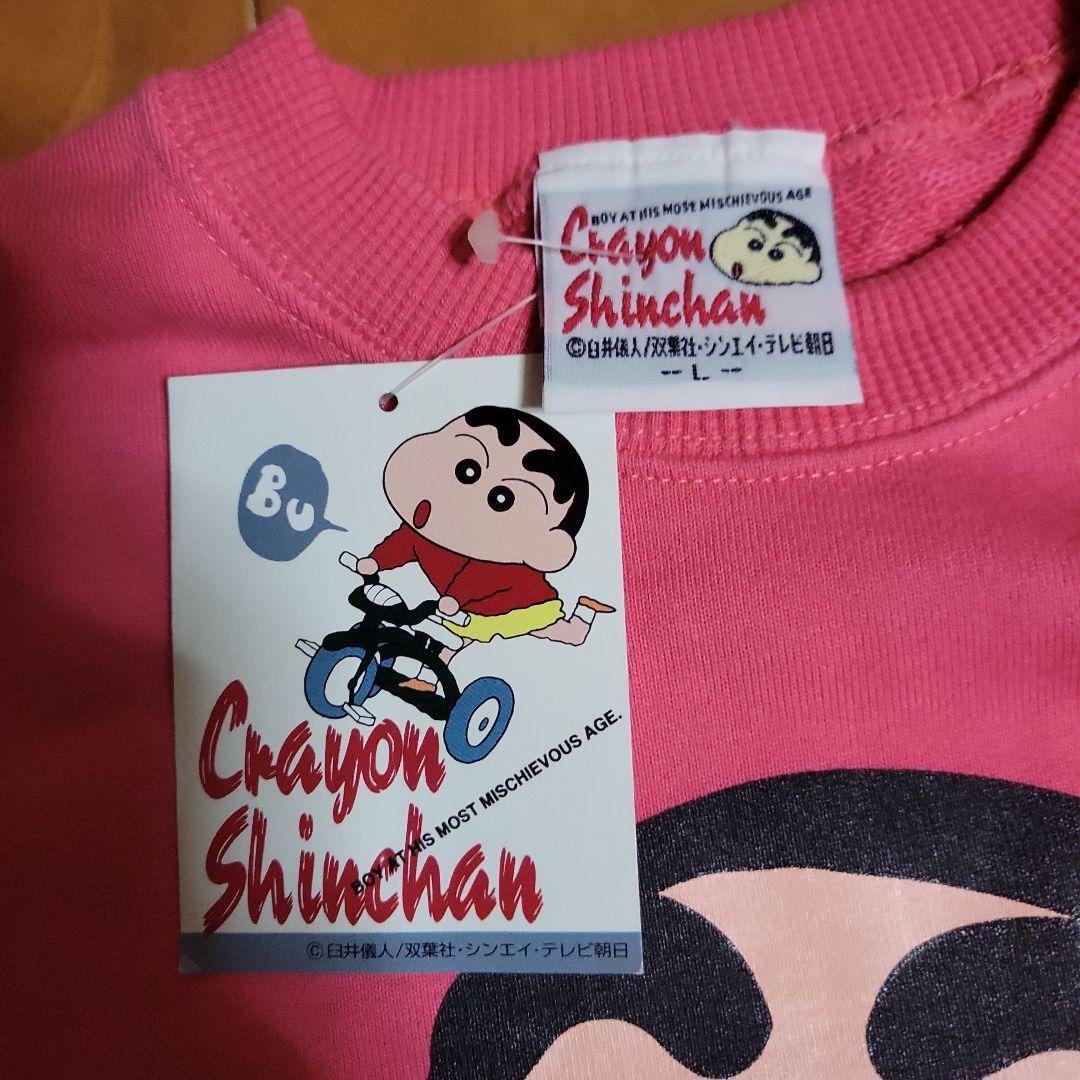 BOY AT HIS MOST MISCHIEVOUS AGE
Crayon
Shinchan
©臼井儀人/双葉社・シンエイ・テレビ朝日
-- L --
Bu
Crayon
Shinchan
BOY AT HIS MOST MISCHIEVOUS AGE.
©臼井儀人/双葉社・シンエイ・テレビ朝日